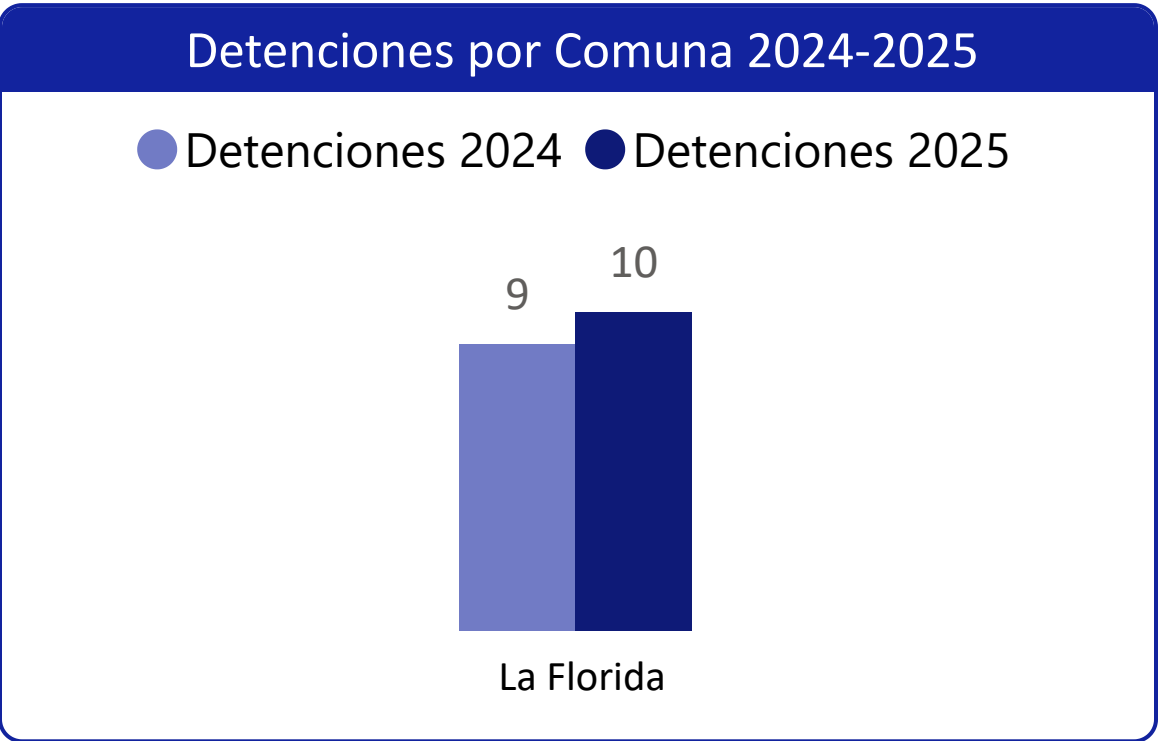 Detenciones por Comuna 2024-2025
Detenciones 2024 Detenciones 2025
9
10
La Florida